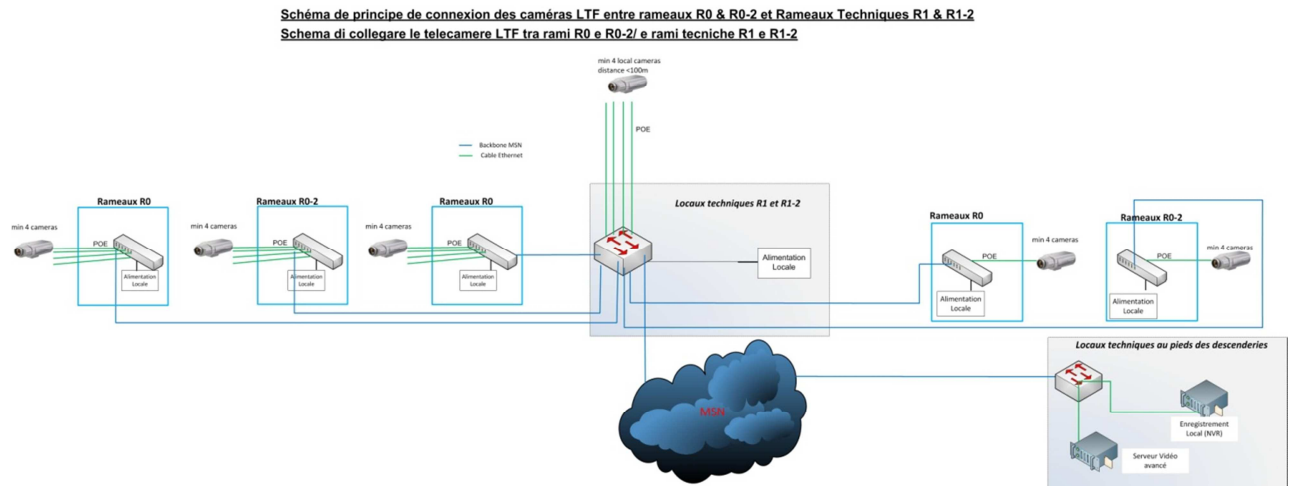 Schéma de principe de connexion des caméras LTF entre rameaux R0 & R0-2 et Rameaux Techniques R1 & R1-2
Schema di collegare le telecamere LTF tra rami R0 e R0-2/ e rami tecniche R1 e R1-2
min 4 local cameras
distance <100m
POE
Backbone MSN
Cable Ethernet
Rameaux R0
min 4 cameras
POE
Alimentation
Locale
Rameaux R0-2
min 4 cameras
POE
Alimentation
Locale
Rameaux R0
min 4 cameras
POE
Alimentation
Locale
Locaux techniques R1 et R1-2
Alimentation
Locale
Rameaux R0
min 4 cameras
POE
Alimentation
Locale
Rameaux R0-2
min 4 cameras
POE
Alimentation
Locale
MSN
Locaux techniques au pieds des descenderies
Enregistrement
Local (NVR)
Serveur Vidéo
avancé